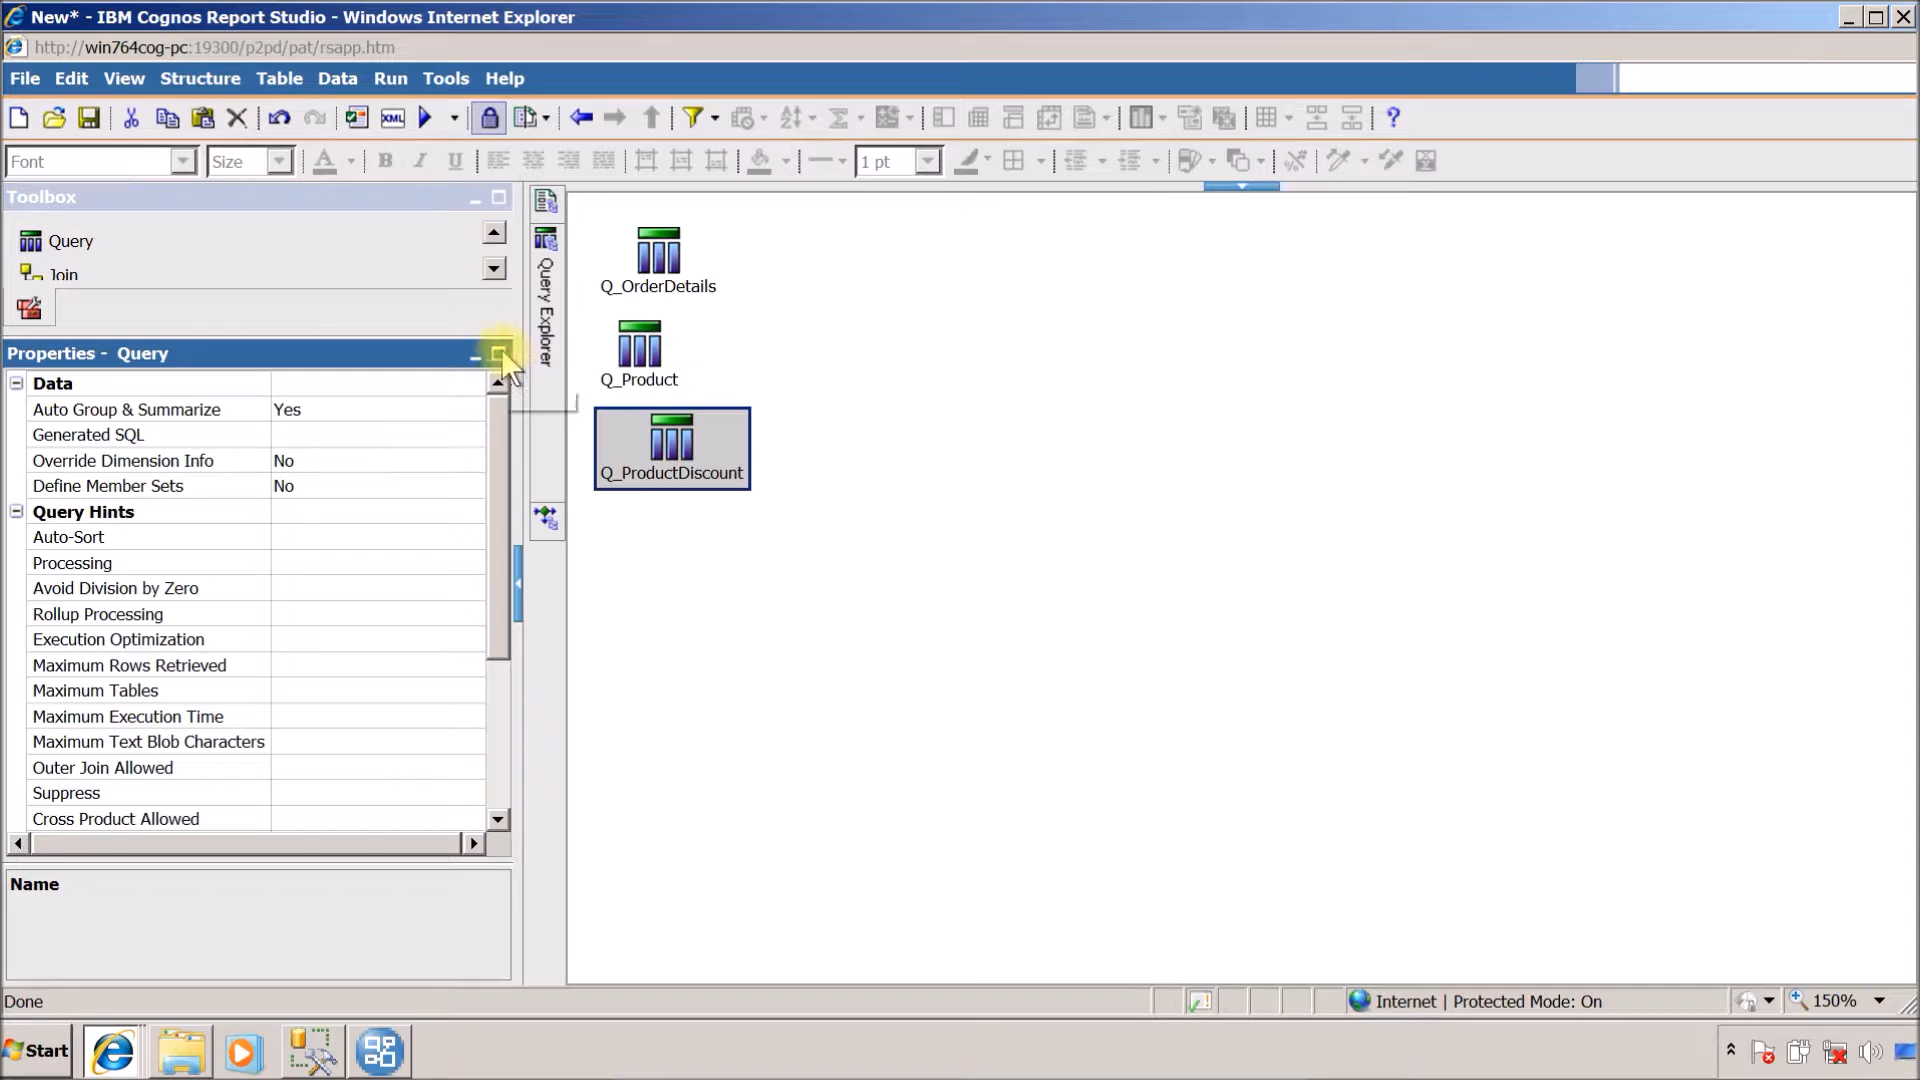 New* - IBM Cognos Report Studio - Windows Internet Explorer
http://win764cog-pc:19300/p2pd/pat/rsapp.htm
File Edit View Structure Table Data Run Tools Help
XML ?
Font Size A B I U 1 pt
Toolbox
Query
Join
Query Explorer
Q_OrderDetails
Q_Product
Q_ProductDiscount
Properties - Query
Data
Auto Group & Summarize Yes
Generated SQL
Override Dimension Info No
Define Member Sets No
Query Hints
Auto-Sort
Processing
Avoid Division by Zero
Rollup Processing
Execution Optimization
Maximum Rows Retrieved
Maximum Tables
Maximum Execution Time
Maximum Text Blob Characters
Outer Join Allowed
Suppress
Cross Product Allowed
Name
Done
Internet | Protected Mode: On
150%
Start